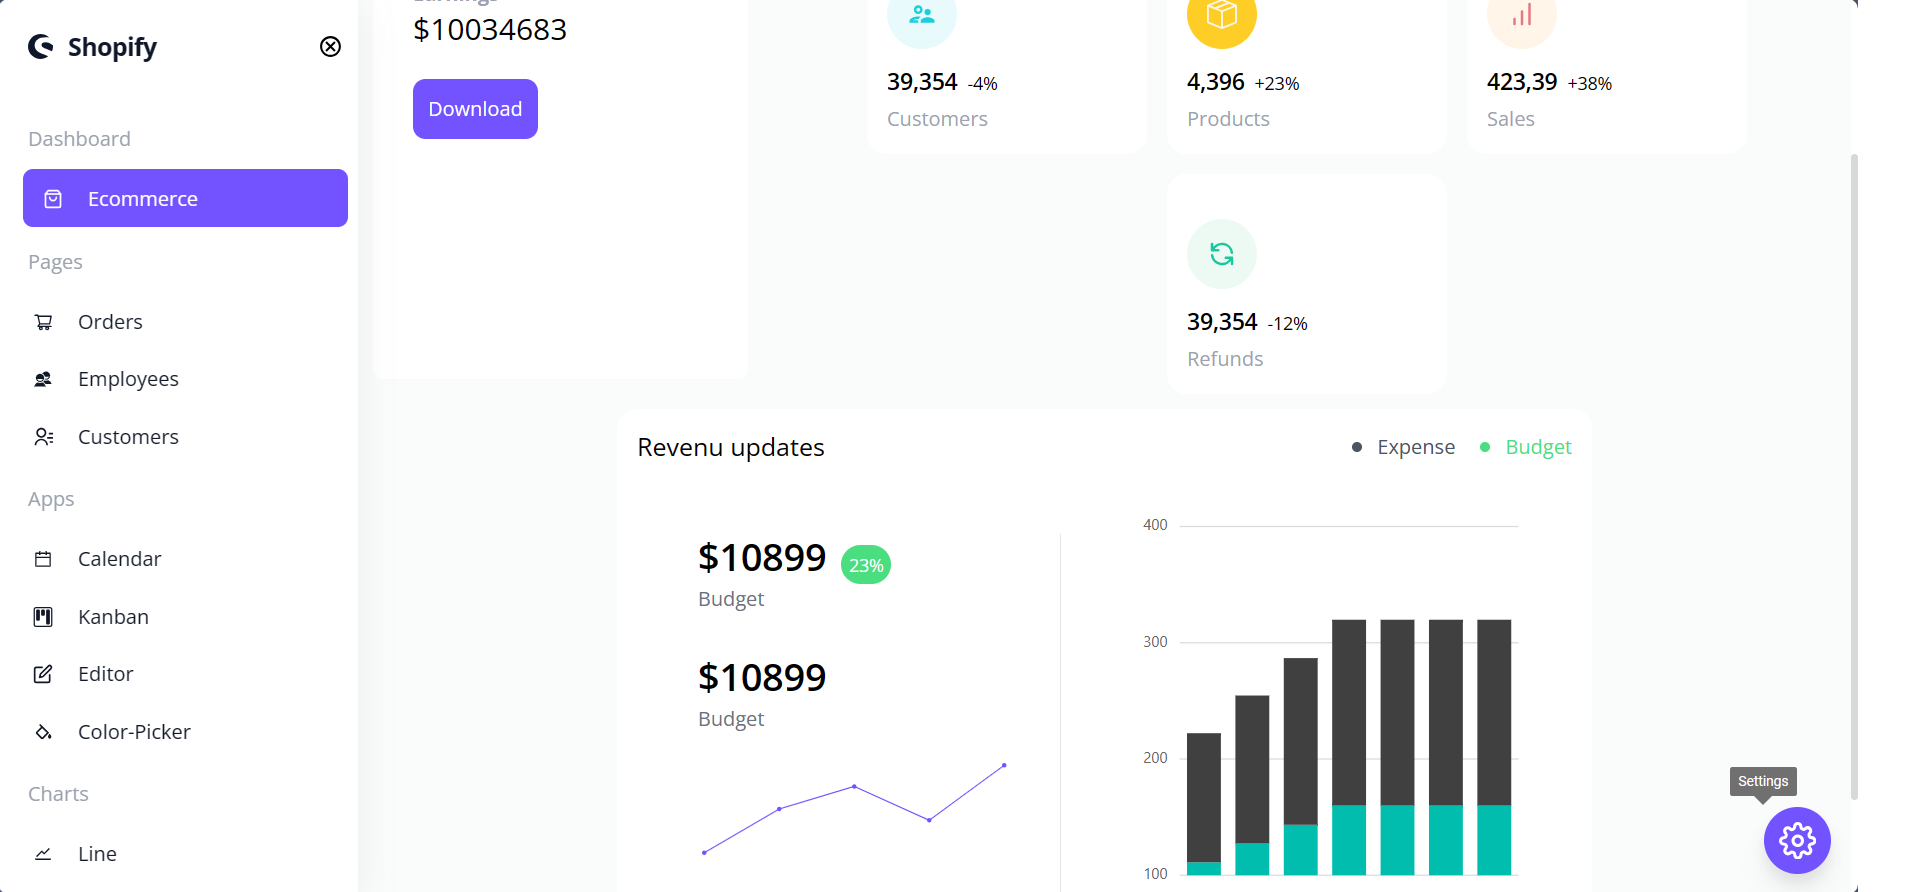 Shopify
Dashboard
Ecommerce
Pages
Orders
Employees
Customers
Apps
Calendar
Kanban
Editor
Color-Picker
Charts
Line
Earnings
$10034683
Download
39,354 -4%
Customers
4,396 +23%
Products
423,39 +38%
Sales
39,354 -12%
Refunds
Revenu updates
Expense
Budget
$10899 23%
Budget
$10899
Budget
400
300
200
100
Settings